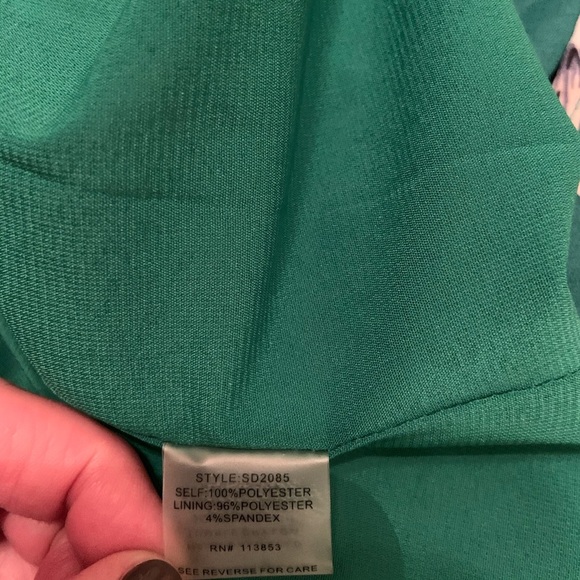 STYLE:SD2085
SELF:100%POLYESTER
LINING:96%POLYESTER
4%SPANDEX
RN# 113853
SEE REVERSE FOR CARE